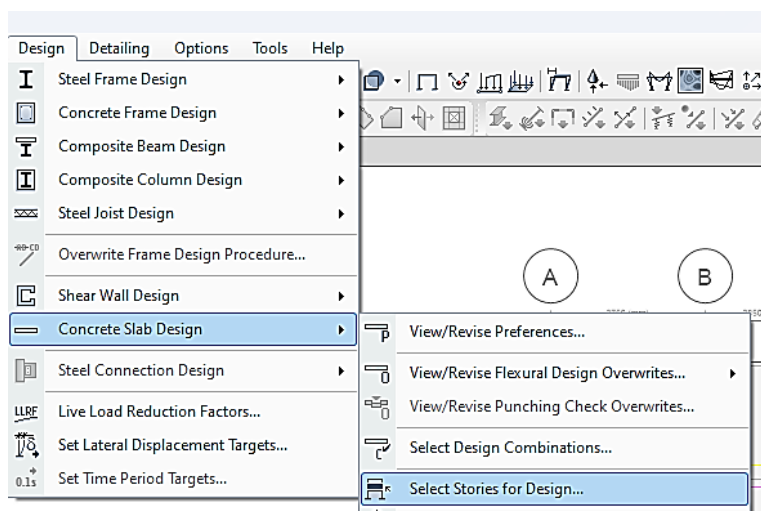 Design Detailing Options Tools Help
Steel Frame Design
Concrete Frame Design
Composite Beam Design
Composite Column Design
Steel Joist Design
Overwrite Frame Design Procedure...
Shear Wall Design
Concrete Slab Design
Steel Connection Design
LLRF Live Load Reduction Factors...
Set Lateral Displacement Targets...
0.1s Set Time Period Targets...
A B
P View/Revise Preferences...
O View/Revise Flexural Design Overwrites...
O View/Revise Punching Check Overwrites...
C Select Design Combinations...
Select Stories for Design...